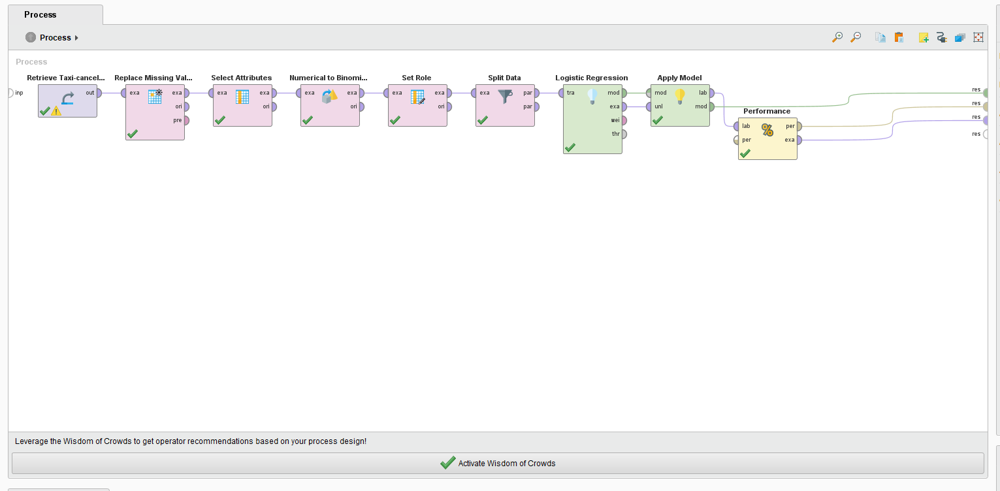 Process
Process
Process
Retrieve Taxi-cancel...
Replace Missing Val...
Select Attributes
Numerical to Binomi...
Set Role
Split Data
Logistic Regression
Apply Model
Performance
inp
out
exa
exa
ori
pre
exa
exa
ori
exa
exa
ori
exa
exa
ori
exa
par
par
tra
mod
exa
wei
thr
mod
lab
unl
mod
lab
per
per
exa
res
res
res
res
Leverage the Wisdom of Crowds to get operator recommendations based on your process design!
Activate Wisdom of Crowds